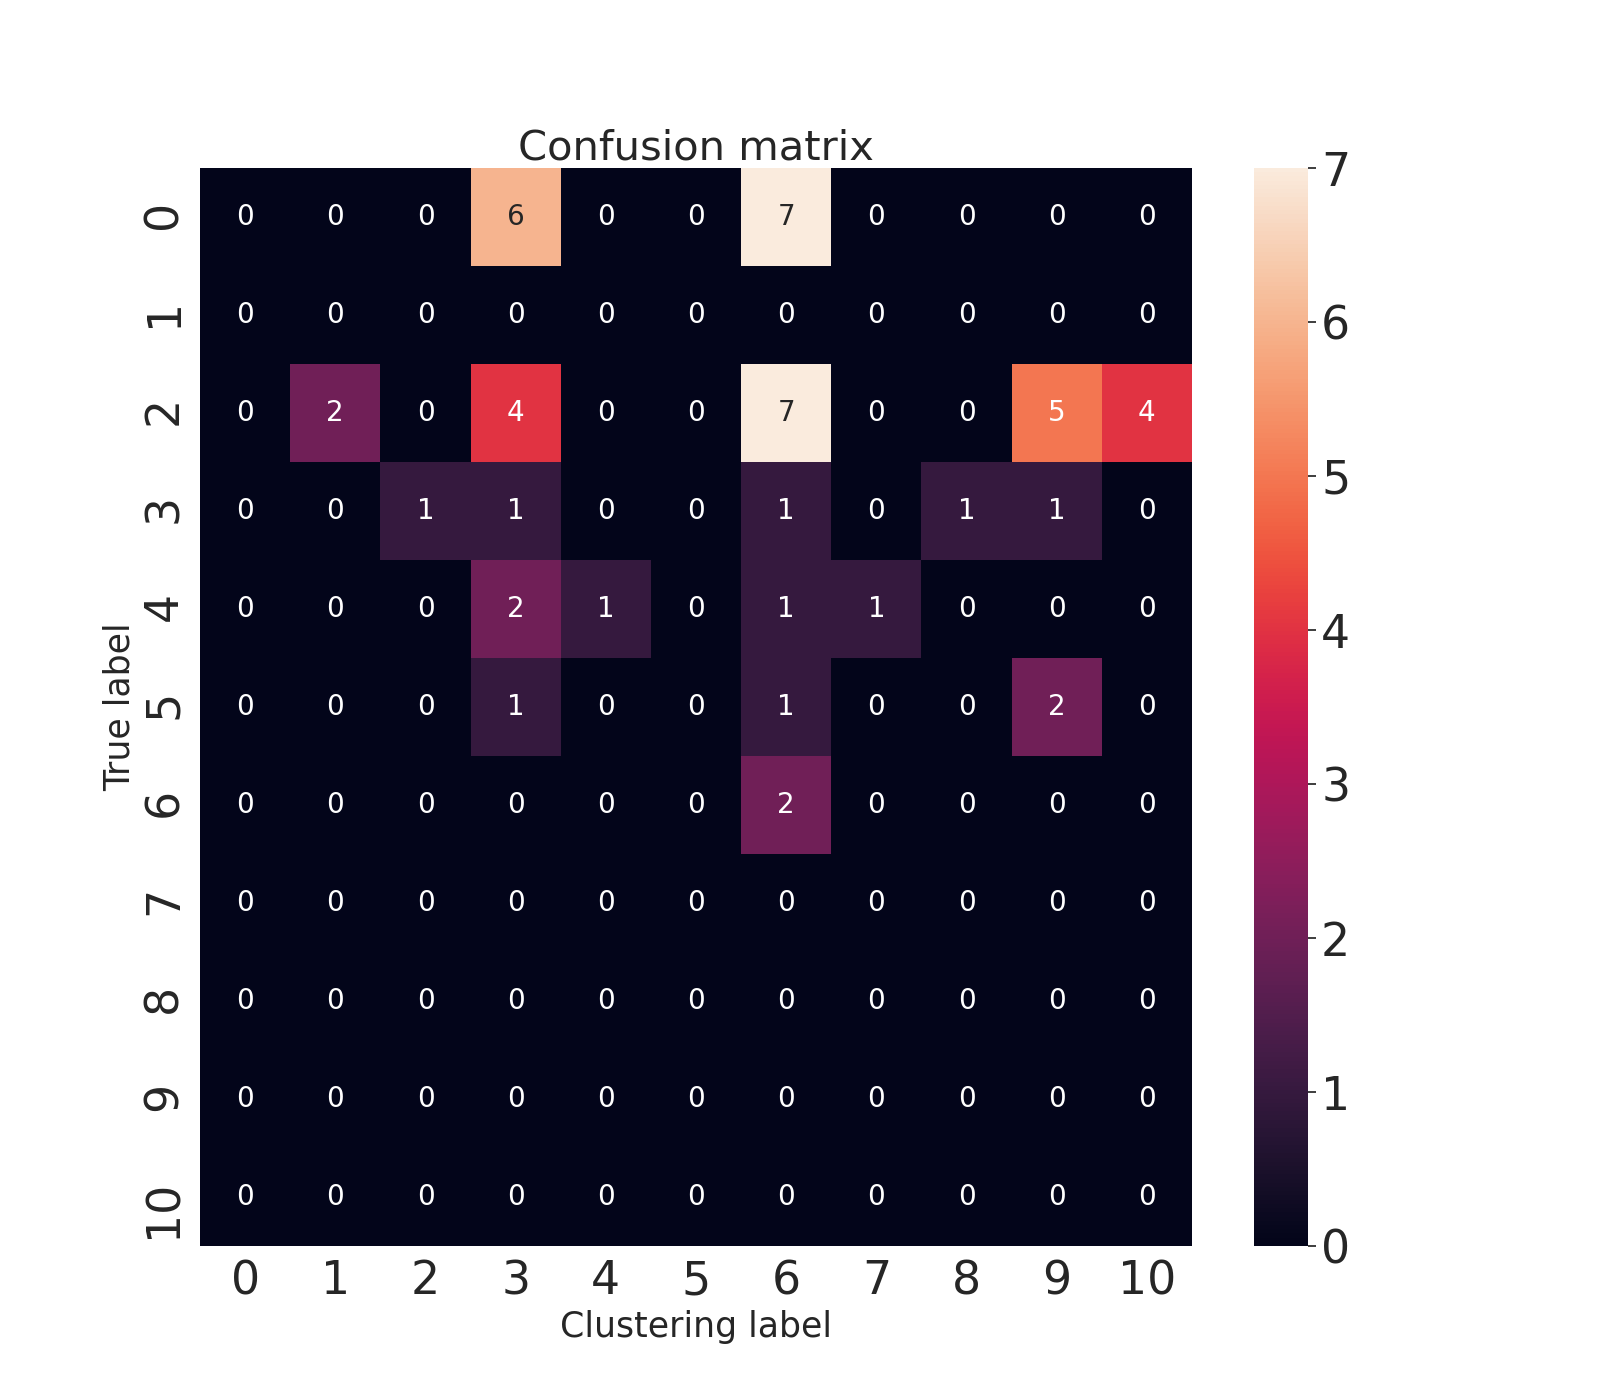 Confusion matrix
0 0 0 0 6 0 0 7 0 0 0 0
1 0 0 0 0 0 0 0 0 0 0 0
2 0 2 0 4 0 0 7 0 0 5 4
3 0 0 1 1 0 0 1 0 1 1 0
4 0 0 0 2 1 0 1 1 0 0 0
5 0 0 0 1 0 0 1 0 0 2 0
6 0 0 0 0 0 0 2 0 0 0 0
7 0 0 0 0 0 0 0 0 0 0 0
8 0 0 0 0 0 0 0 0 0 0 0
9 0 0 0 0 0 0 0 0 0 0 0
10 0 0 0 0 0 0 0 0 0 0 0
0 1 2 3 4 5 6 7 8 9 10
Clustering label
True label
7
6
5
4
3
2
1
0